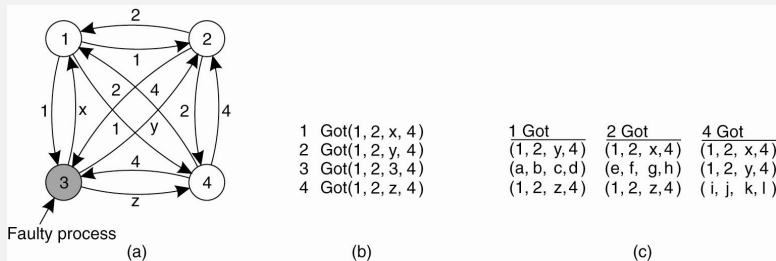 2
1
2
1
2
4
1
x
2
4
1
y
4
3
4
z
Faulty process
(a)
1 Got(1, 2, x, 4)
2 Got(1, 2, y, 4)
3 Got(1, 2, 3, 4)
4 Got(1, 2, z, 4)
(b)
1 Got 2 Got 4 Got
(1, 2, y, 4) (1, 2, x, 4) (1, 2, x, 4)
(a, b, c, d) (e, f, g, h) (1, 2, y, 4)
(1, 2, z, 4) (1, 2, z, 4) (i, j, k, l)
(c)